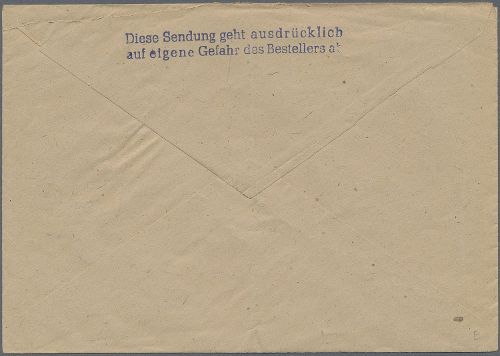 Diese Sendung geht ausdrücklich
auf eigene Gefahr des Bestellers ab
E